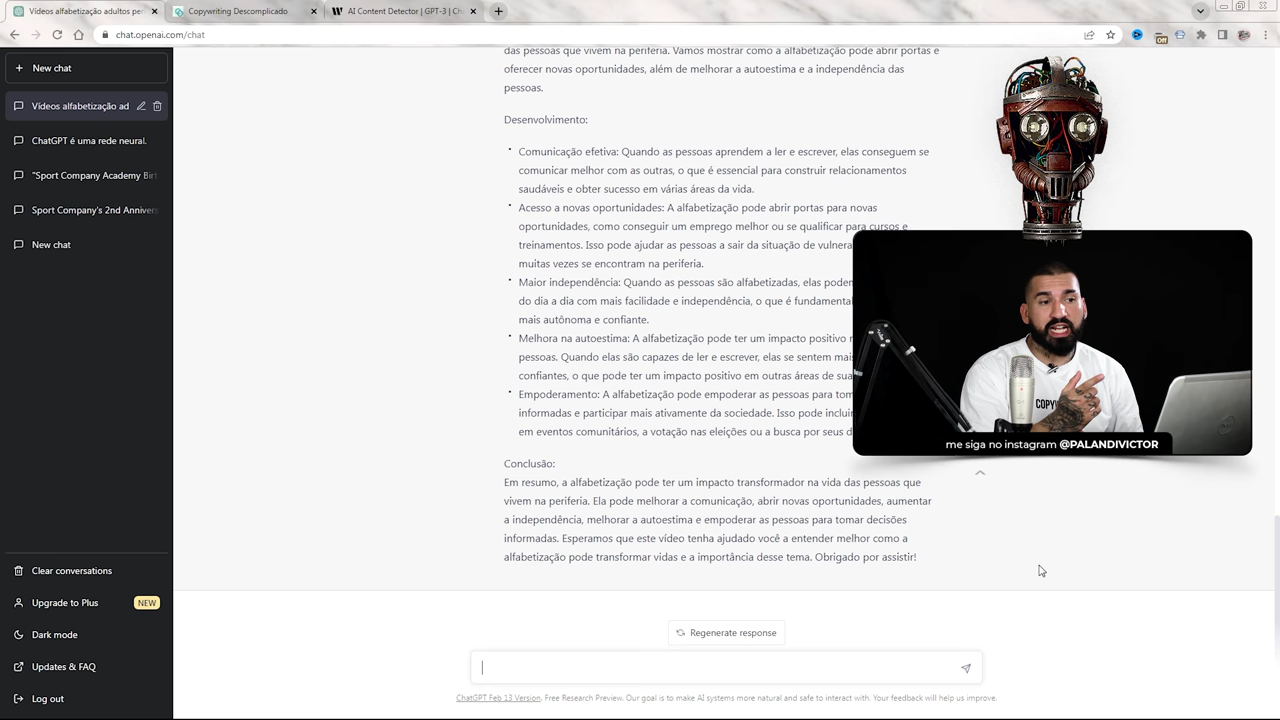 Vídeos alfabetização adultos pe
Copywriting Descomplicado
AI Content Detector | GPT-3 | Ch
chat.openai.com/chat
Off
New chat
Vídeos alfabetização ad
ChatGPT é uma rede neural.
"Sport Company Academy Birt
Sport Company's 2nd Annivers
New chat
Clear conversations
Upgrade to Plus
NEW
Dark mode
Updates & FAQ
Log out
das pessoas que vivem na periferia. Vamos mostrar como a alfabetização pode abrir portas e
oferecer novas oportunidades, além de melhorar a autoestima e a independência das
pessoas.
Desenvolvimento:
Comunicação efetiva: Quando as pessoas aprendem a ler e escrever, elas conseguem se
comunicar melhor com as outras, o que é essencial para construir relacionamentos
saudáveis e obter sucesso em várias áreas da vida.
Acesso a novas oportunidades: A alfabetização pode abrir portas para novas
oportunidades, como conseguir um emprego melhor ou se qualificar para cursos e
treinamentos. Isso pode ajudar as pessoas a sair da situação de vulnera
muitas vezes se encontram na periferia.
Maior independência: Quando as pessoas são alfabetizadas, elas poder
do dia a dia com mais facilidade e independência, o que é fundamental
mais autônoma e confiante.
Melhora na autoestima: A alfabetização pode ter um impacto positivo
pessoas. Quando elas são capazes de ler e escrever, elas se sentem mais
confiantes, o que pode ter um impacto positivo em outras áreas de sua
Empoderamento: A alfabetização pode empoderar as pessoas para tom
informadas e participar mais ativamente da sociedade. Isso pode incluir
em eventos comunitários, a votação nas eleições ou a busca por seus d
Conclusão:
Em resumo, a alfabetização pode ter um impacto transformador na vida das pessoas que
vivem na periferia. Ela pode melhorar a comunicação, abrir novas oportunidades, aumentar
a independência, melhorar a autoestima e empoderar as pessoas para tomar decisões
informadas. Esperamos que este vídeo tenha ajudado você a entender melhor como a
alfabetização pode transformar vidas e a importância desse tema. Obrigado por assistir!
COPYW
me siga no instagram @PALANDIVICTOR
Regenerate response
ChatGPT Feb 13 Version. Free Research Preview. Our goal is to make AI systems more natural and safe to interact with. Your feedback will help us improve.